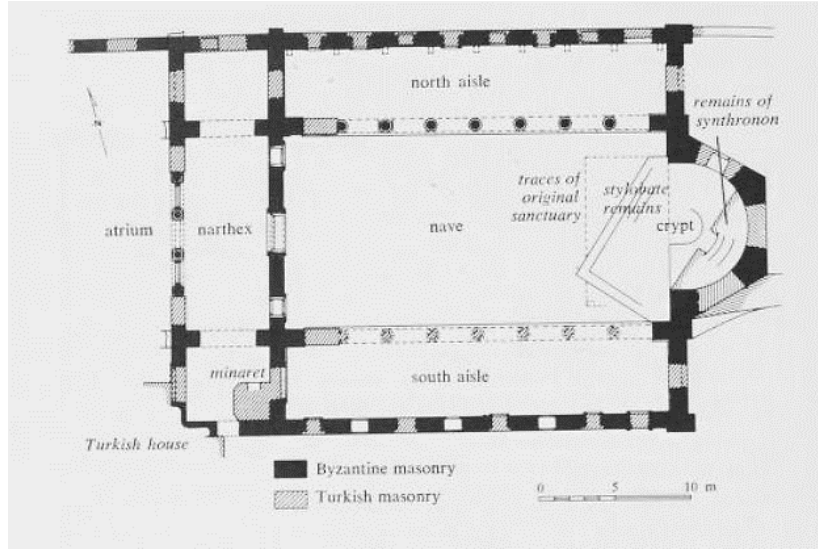 north aisle
remains of
synthronon
traces of
original
sanctuary
stylobate
remains
atrium
narthex
nave
crypt
minaret
south aisle
Turkish house
Byzantine masonry
Turkish masonry
0 5 10 m